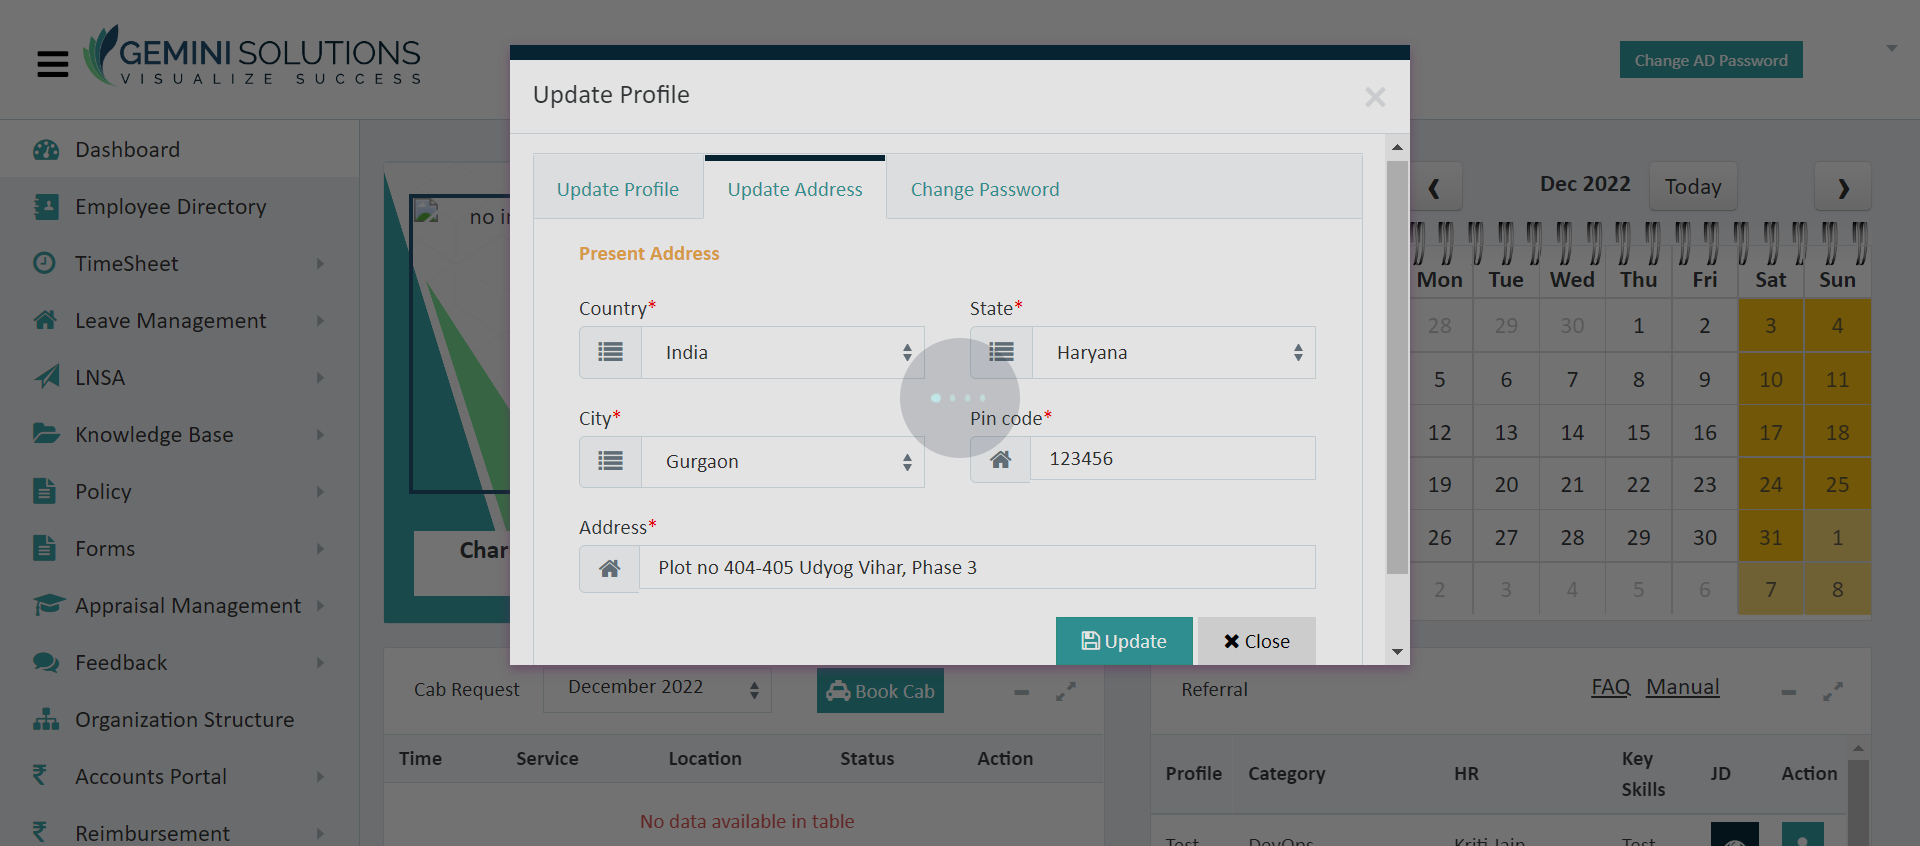 GEMINI SOLUTIONS
VISUALIZE SUCCESS
Change AD Password
Dashboard
Employee Directory
TimeSheet
Leave Management
LNSA
Knowledge Base
Policy
Forms
Appraisal Management
Feedback
Organization Structure
Accounts Portal
Reimbursement
no
Char
Update Profile
×
Update Profile
Update Address
Change Password
Present Address
Country*
State*
India
Haryana
City*
Pin code*
Gurgaon
123456
Address*
Plot no 404-405 Udyog Vihar, Phase 3
Update
Close
Dec 2022
Today
Mon Tue Wed Thu Fri Sat Sun
28 29 30 1 2 3 4
5 6 7 8 9 10 11
12 13 14 15 16 17 18
19 20 21 22 23 24 25
26 27 28 29 30 31 1
2 3 4 5 6 7 8
Cab Request
December 2022
Book Cab
Time Service Location Status Action
No data available in table
Referral
FAQ Manual
Profile Category HR Key Skills JD Action
Test DevOps Kriti Jain Test